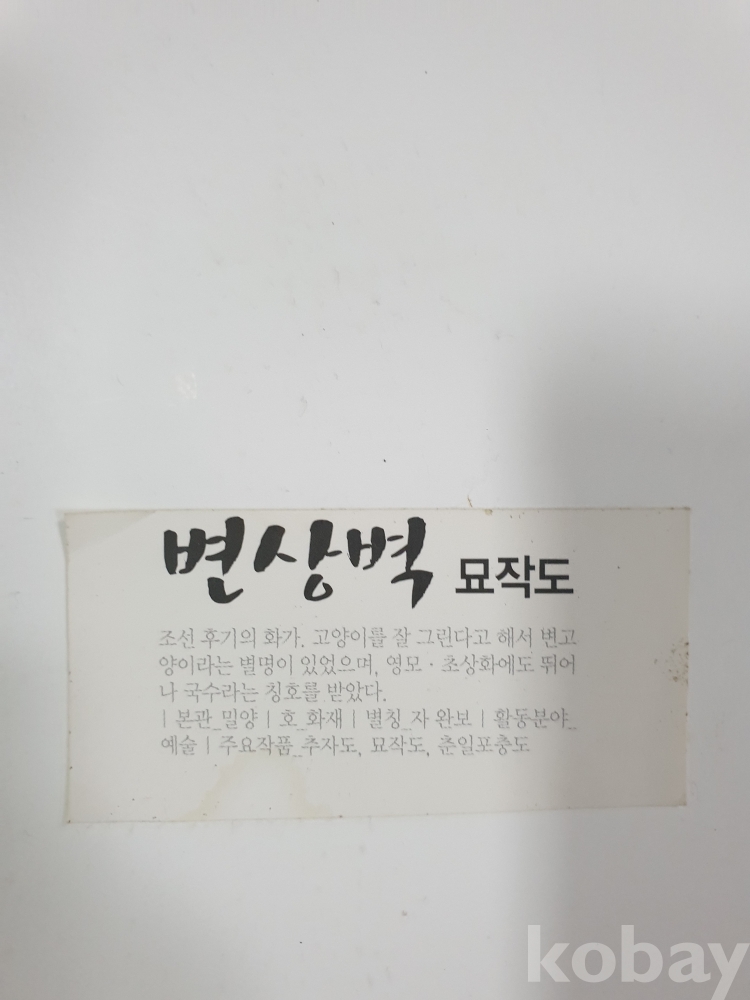 변상벽 묘작도
조선 후기의 화가. 고양이를 잘 그린다고 해서 변고
양이라는 별명이 있었으며, 영모·초상화에도 뛰어
나 국수라는 칭호를 받았다.
| 본관_밀양 | 호_화재 | 별칭_자 완보 | 활동분야_
예술 | 주요작품_추자도, 묘작도, 춘일포충도
kobay